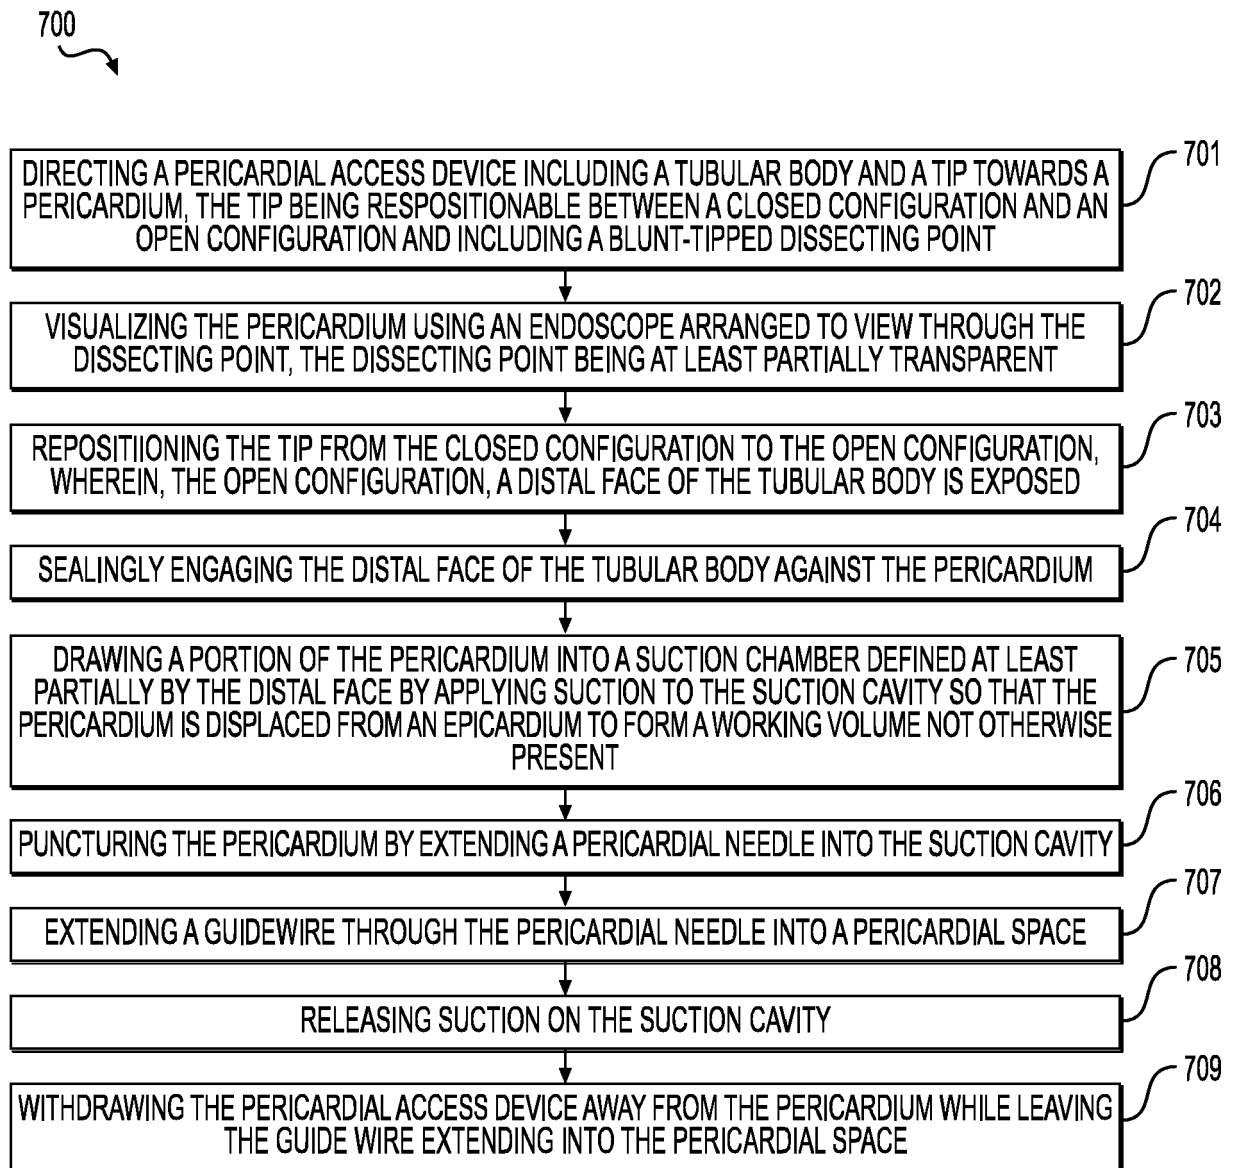 700
DIRECTING A PERICARDIAL ACCESS DEVICE INCLUDING A TUBULAR BODY AND A TIP TOWARDS A
PERICARDIUM, THE TIP BEING RESPOSITIONABLE BETWEEN A CLOSED CONFIGURATION AND AN
OPEN CONFIGURATION AND INCLUDING A BLUNT-TIPPED DISSECTING POINT
701
VISUALIZING THE PERICARDIUM USING AN ENDOSCOPE ARRANGED TO VIEW THROUGH THE
DISSECTING POINT, THE DISSECTING POINT BEING AT LEAST PARTIALLY TRANSPARENT
702
REPOSITIIONING THE TIP FROM THE CLOSED CONFIGURATION TO THE OPEN CONFIGURATION,
WHEREIN, THE OPEN CONFIGURATION, A DISTAL FACE OF THE TUBULAR BODY IS EXPOSED
703
SEALINGLY ENGAGING THE DISTAL FACE OF THE TUBULAR BODY AGAINST THE PERICARDIUM
704
DRAWING A PORTION OF THE PERICARDIUM INTO A SUCTION CHAMBER DEFINED AT LEAST
PARTIALLY BY THE DISTAL FACE BY APPLYING SUCTION TO THE SUCTION CAVITY SO THAT THE
PERICARDIUM IS DISPLACED FROM AN EPICARDIUM TO FORM A WORKING VOLUME NOT OTHERWISE
PRESENT
705
PUNCTURING THE PERICARDIUM BY EXTENDING A PERICARDIAL NEEDLE INTO THE SUCTION CAVITY
706
EXTENDING A GUIDEWIRE THROUGH THE PERICARDIAL NEEDLE INTO A PERICARDIAL SPACE
707
RELEASING SUCTION ON THE SUCTION CAVITY
708
WITHDRAWING THE PERICARDIAL ACCESS DEVICE AWAY FROM THE PERICARDIUM WHILE LEAVING
THE GUIDE WIRE EXTENDING INTO THE PERICARDIAL SPACE
709